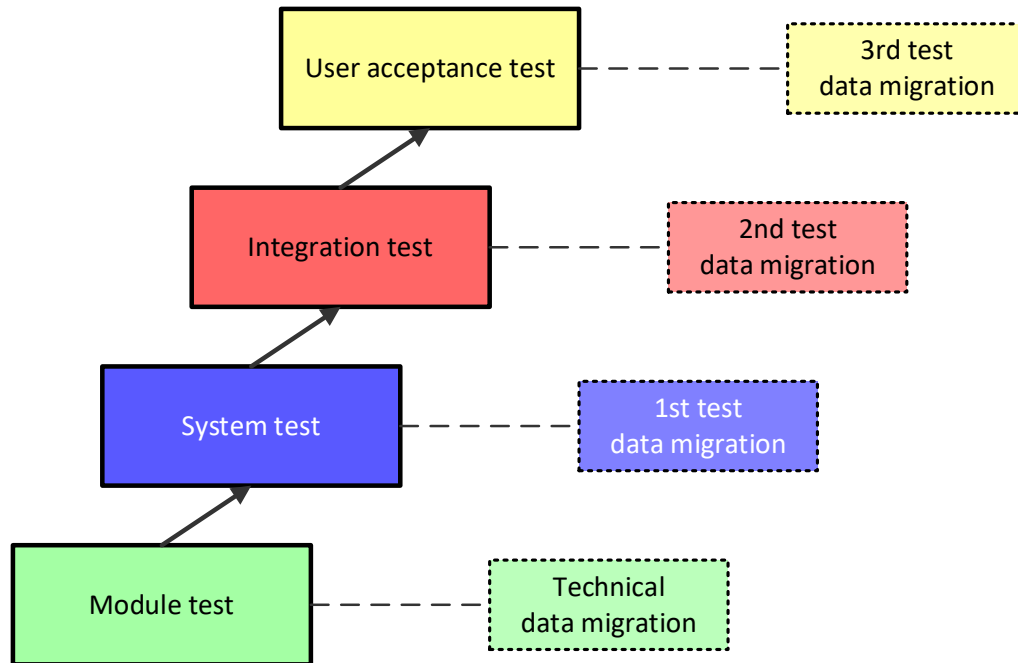 User acceptance test
3rd test
data migration
Integration test
2nd test
data migration
System test
1st test
data migration
Module test
Technical
data migration